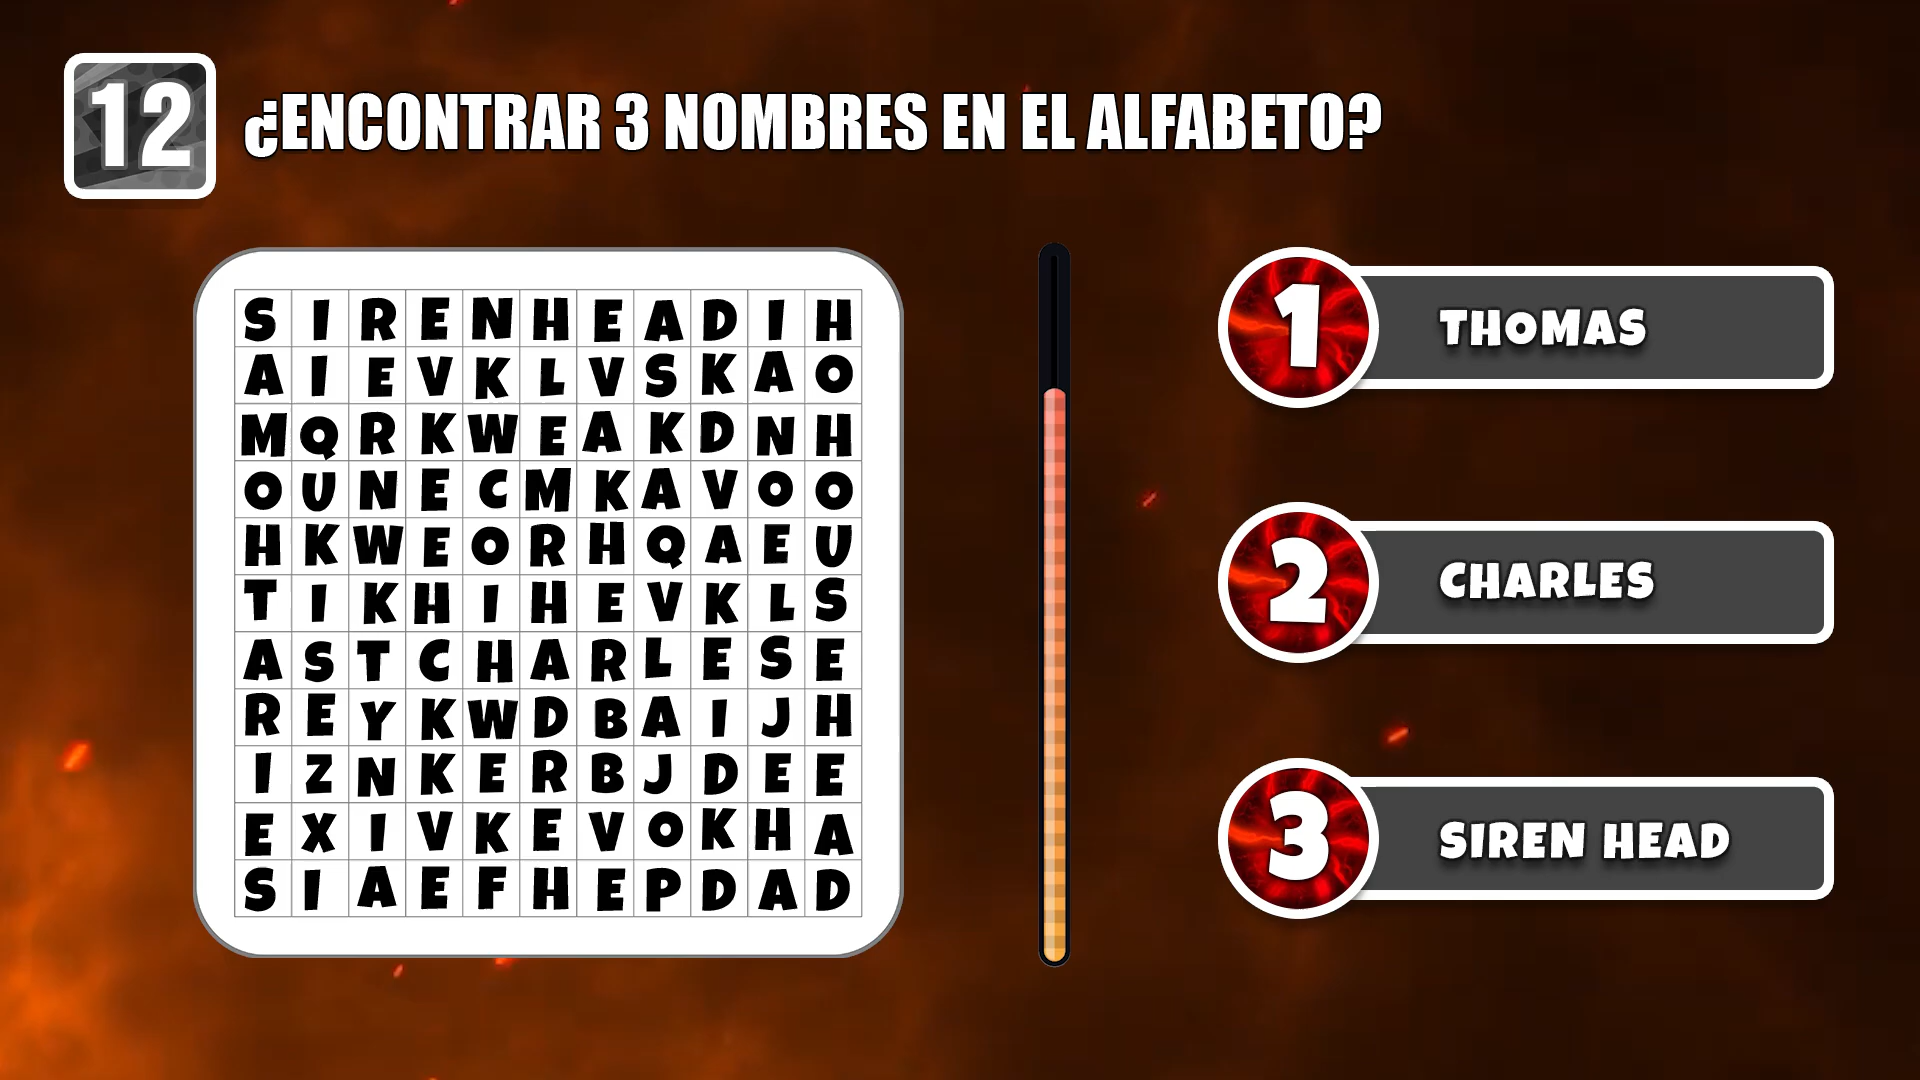 12
¿ENCONTRAR 3 NOMBRES EN EL ALFABETO?
S I R E N H E A D I H
A I E V K L V S K A O
M Q R K W E A K D N H
O U N E C M K A V O O
H K W E O R H Q A E U
T I K H I H E V K L S
A S T C H A R L E S E
R E Y K W D B A I J H
I Z N K E R B J D E E
E X I V K E V O K H A
S I A E F H E P D A D
1 THOMAS
2 CHARLES
3 SIREN HEAD